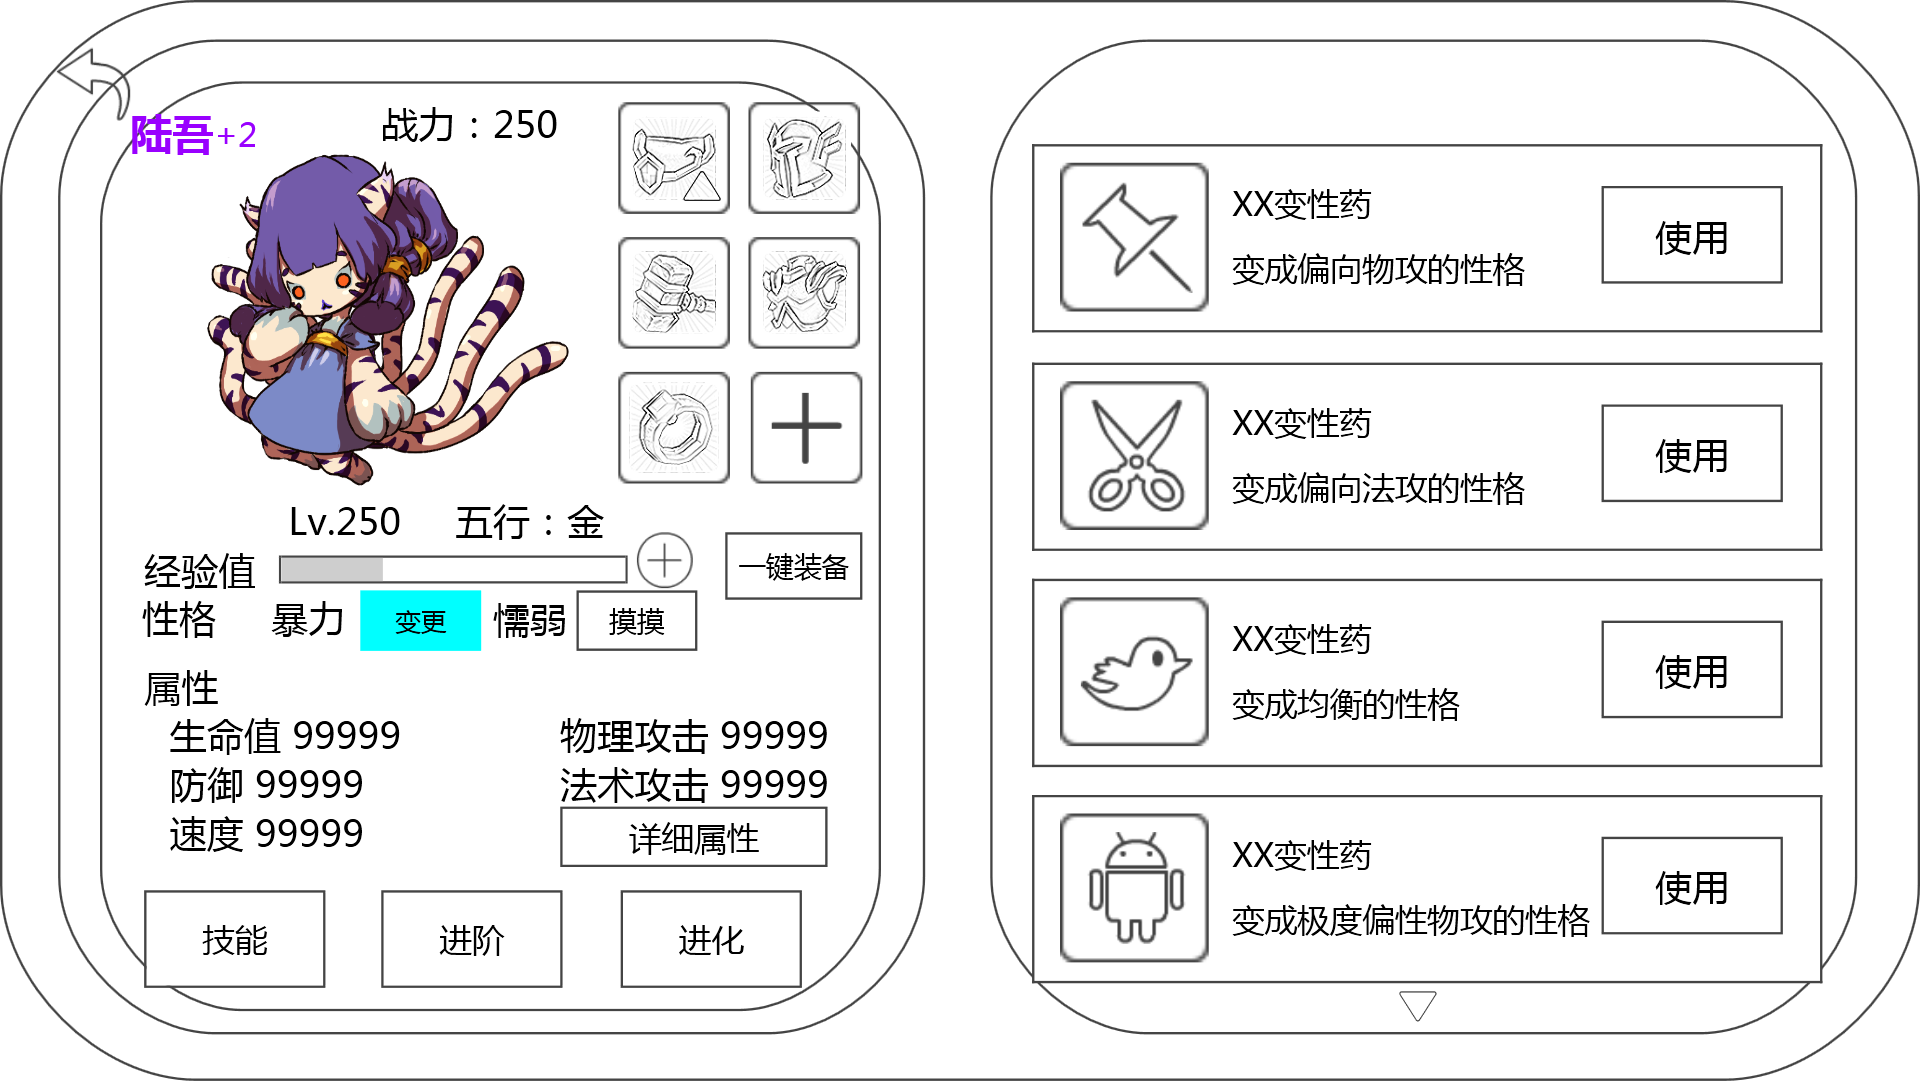 陆吾+2
战力：250
Lv.250 五行：金
经验值
一键装备
性格 暴力 变更 懦弱 摸摸
属性
生命值 99999 物理攻击 99999
防御 99999 法术攻击 99999
速度 99999 详细属性
技能 进阶 进化
XX变性药
变成偏向物攻的性格
使用
XX变性药
变成偏向法攻的性格
使用
XX变性药
变成均衡的性格
使用
XX变性药
变成极度偏性物攻的性格
使用